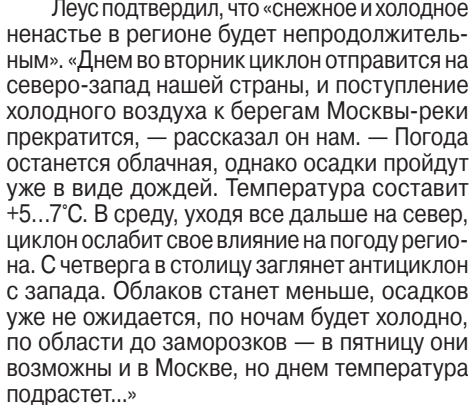 Леус подтвердил, что «снежное и холодное
ненастье в регионе будет непродолжитель-
ным». «Днем во вторник циклон отправится на
северо-запад нашей страны, и поступление
холодного воздуха к берегам Москвы-реки
прекратится, — рассказал он нам. — Погода
останется облачная, однако осадки пройдут
уже в виде дождей. Температура составит
+5...7°С. В среду, уходя все дальше на север,
циклон ослабит свое влияние на погоду регио-
на. С четверга в столицу заглянет антициклон
с запада. Облаков станет меньше, осадков
уже не ожидается, по ночам будет холодно,
по области до заморозков — в пятницу они
возможны и в Москве, но днем температура
подрастет...»